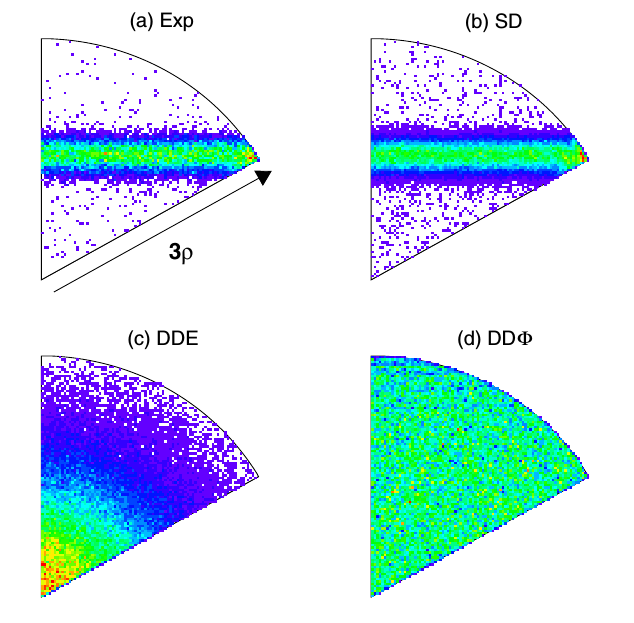 (a) Exp
(b) SD
3ρ
(c) DDE
(d) DDΦ